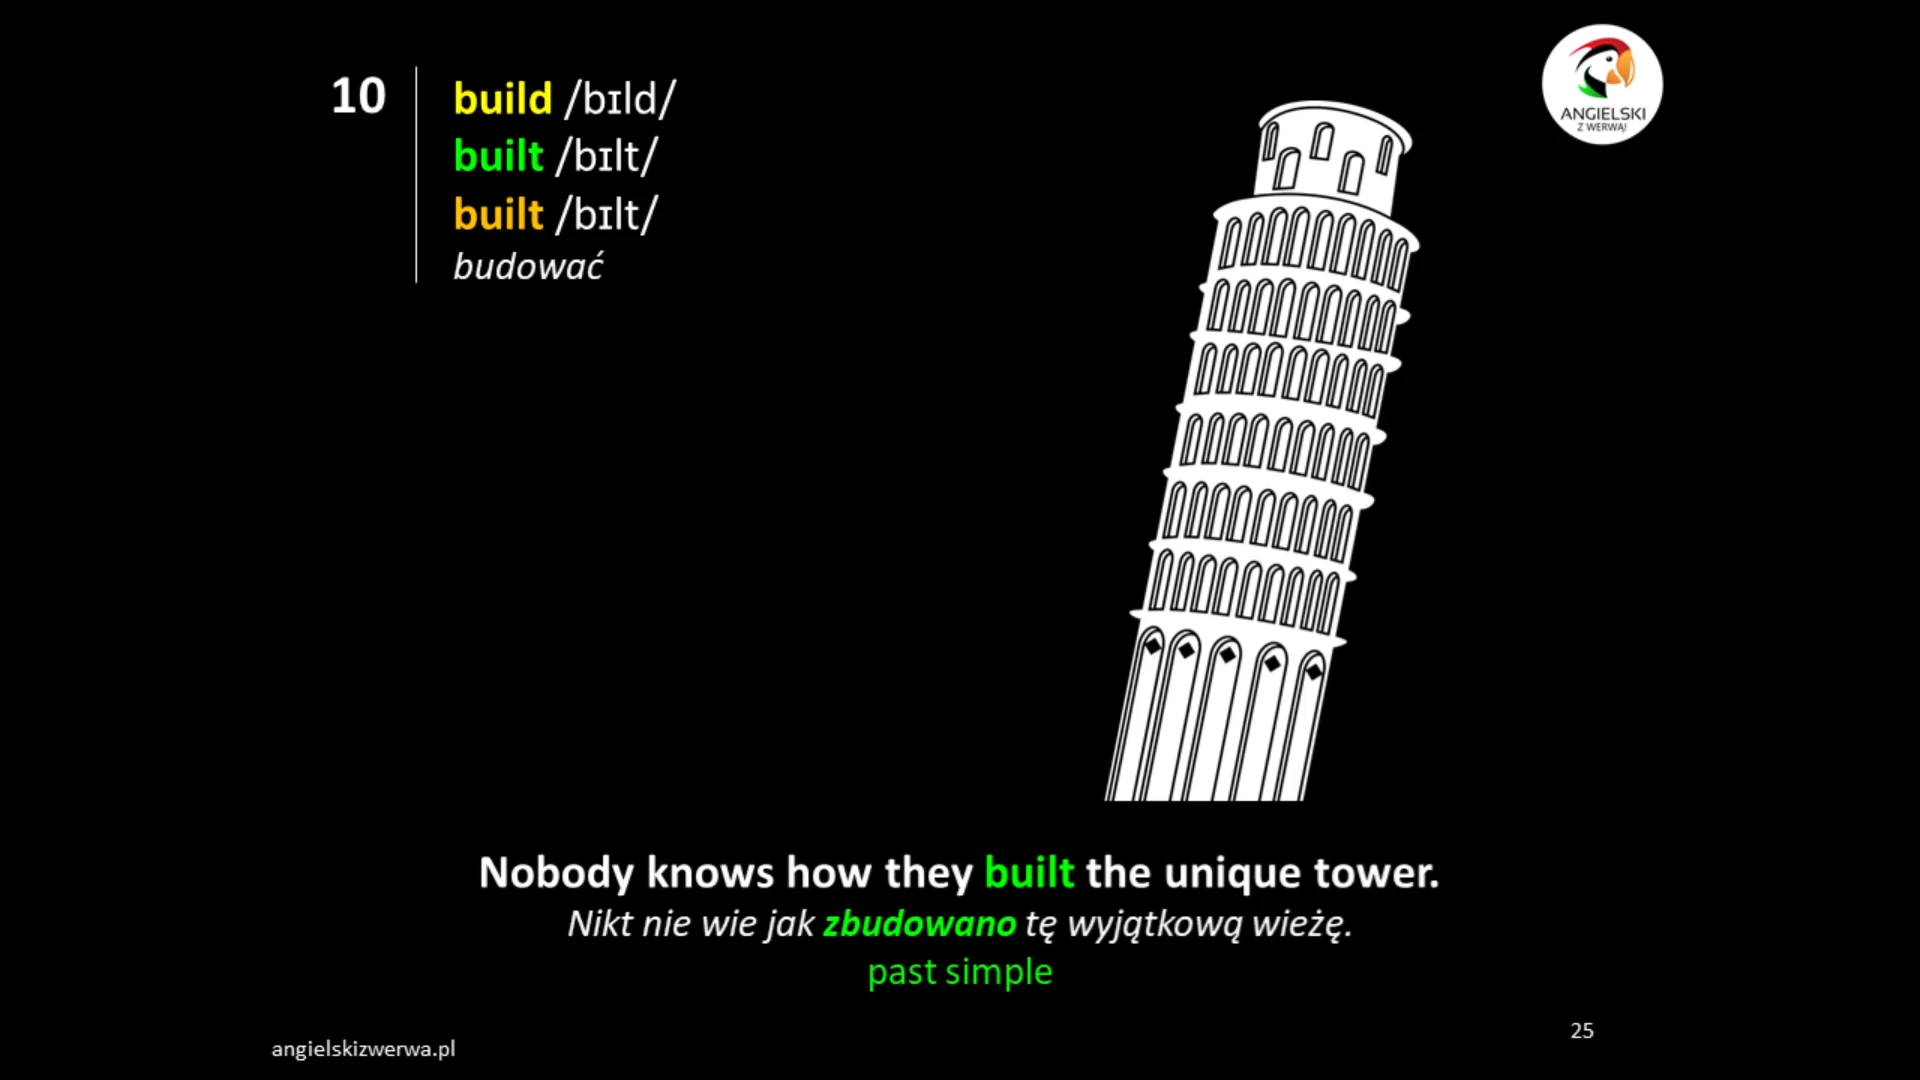 10
build /bɪld/
built /bɪlt/
built /bɪlt/
budować
ANGIELSKI
Z WERWĄ!
Nobody knows how they built the unique tower.
Nikt nie wie jak zbudowano tę wyjątkową wieżę.
past simple
angielskizwerwa.pl
25